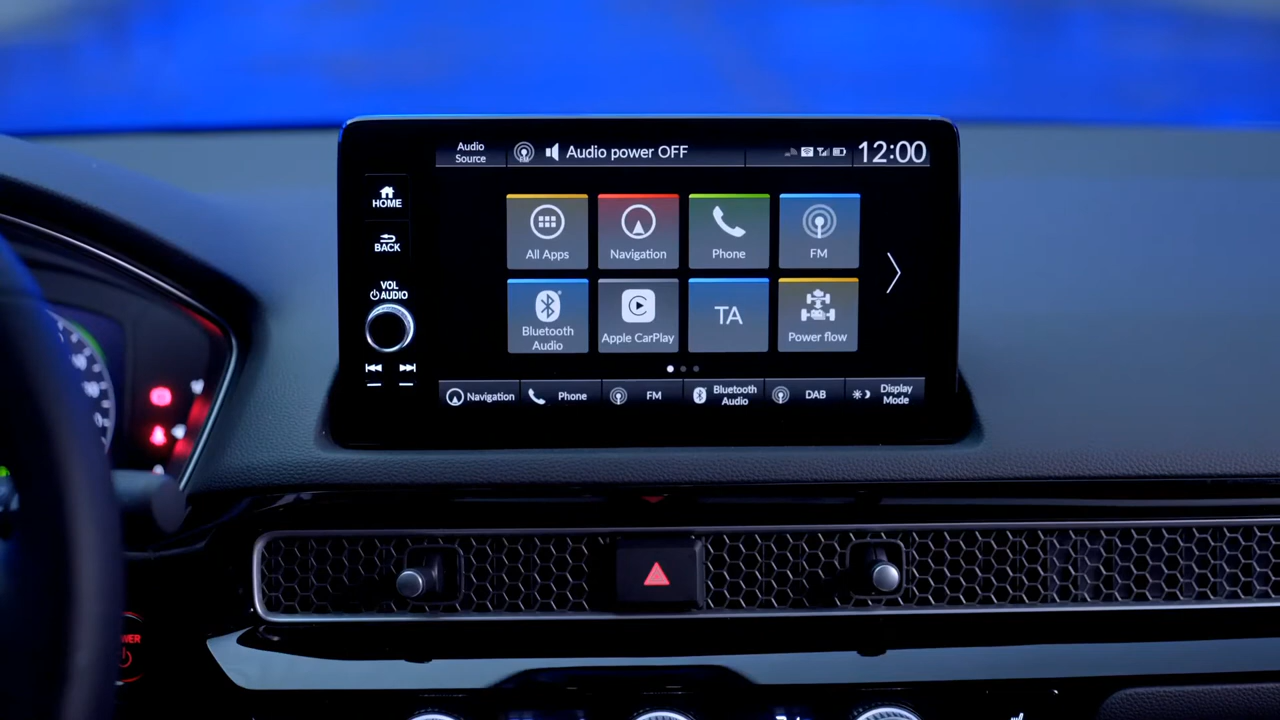 Audio
Source
Audio power OFF
12:00
HOME
BACK
VOL
AUDIO
All Apps
Navigation
Phone
FM
Bluetooth
Audio
Apple CarPlay
TA
Power flow
Navigation
Phone
FM
Bluetooth
Audio
DAB
Display
Mode